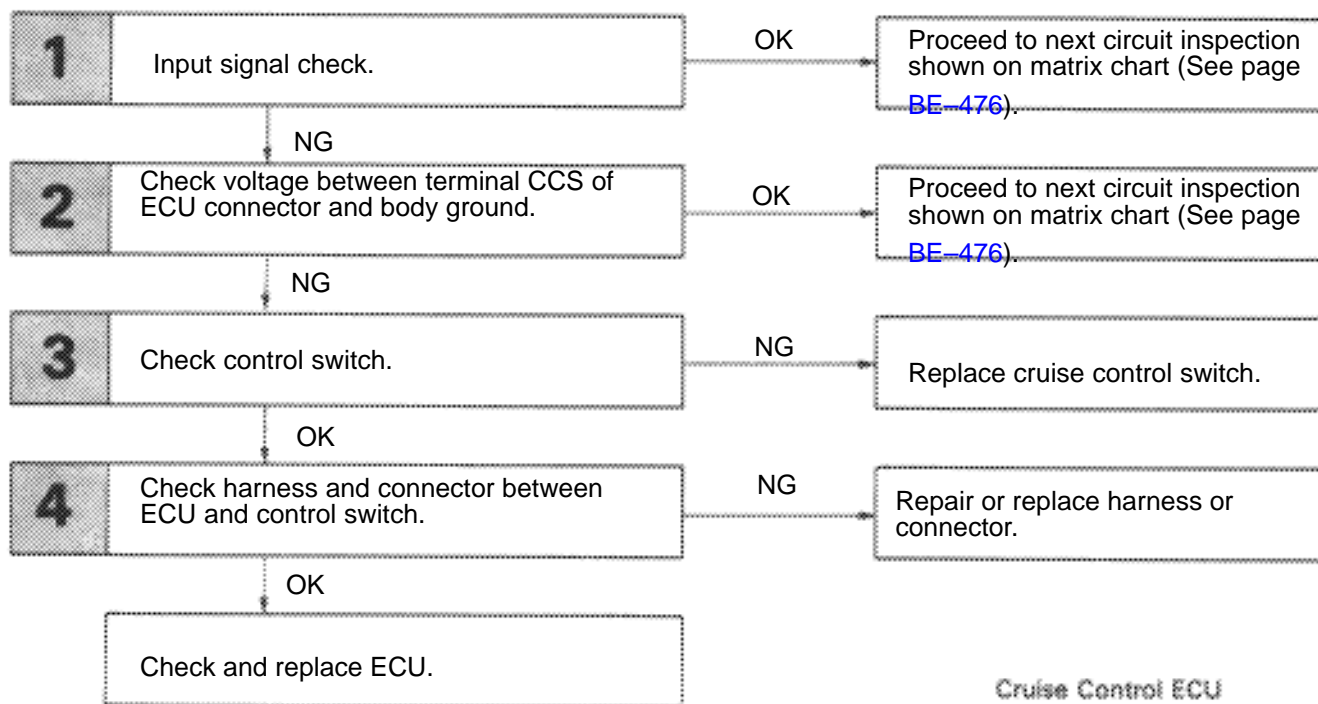 1
Input signal check.
OK
Proceed to next circuit inspection
shown on matrix chart (See page
BE–476).
NG
2
Check voltage between terminal CCS of
ECU connector and body ground.
OK
Proceed to next circuit inspection
shown on matrix chart (See page
BE–476).
NG
3
Check control switch.
NG
Replace cruise control switch.
OK
4
Check harness and connector between
ECU and control switch.
NG
Repair or replace harness or
connector.
OK
Check and replace ECU.
Cruise Control ECU